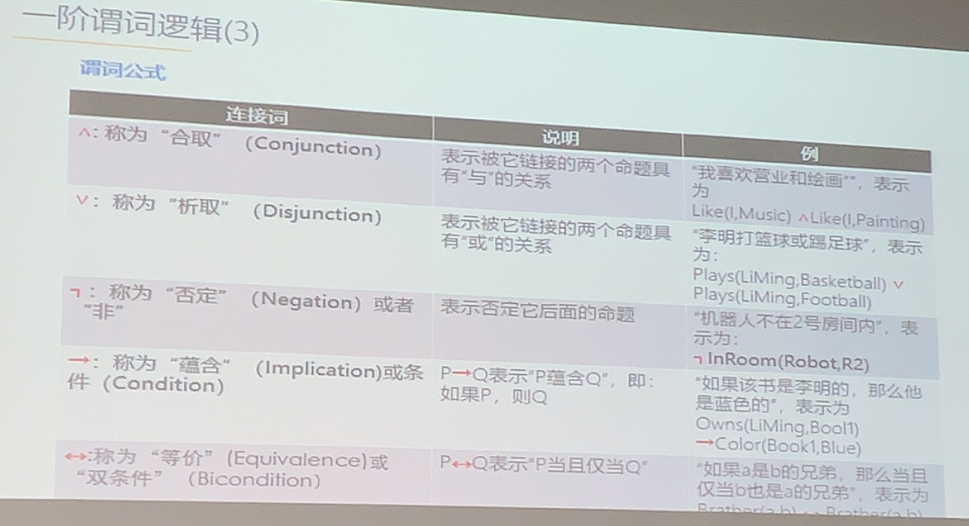 一阶谓词逻辑(3)
谓词公式
连接词
说明
例
∧: 称为 “合取” （Conjunction）
表示被它链接的两个命题具
有“与”的关系
“我喜欢营业和绘画””，表示
为
Like(I,Music) ∧Like(I,Painting)
∨：称为 “析取” （Disjunction）
表示被它链接的两个命题具
有“或”的关系
“李明打篮球或踢足球”，表示
为：
Plays(LiMing,Basketball) ∨
Plays(LiMing,Football)
¬：称为 “否定” （Negation）或者
“非”
表示否定它后面的命题
“机器人不在2号房间内”，表
示为：
¬ InRoom(Robot,R2)
→：称为 “蕴含” （Implication)或条
件（Condition）
P→Q表示“P蕴含Q”，即：
如果P，则Q
“如果该书是李明的，那么他
是蓝色的”，表示为
Owns(LiMing,Bool1)
→Color(Book1,Blue)
↔:称为 “等价” (Equivalence)或
“双条件” （Bicondition）
P↔Q表示“P当且仅当Q”
“如果a是b的兄弟，那么当且
仅当b也是a的兄弟”，表示为
Brather(a,b) ↔ Brather(a,b)